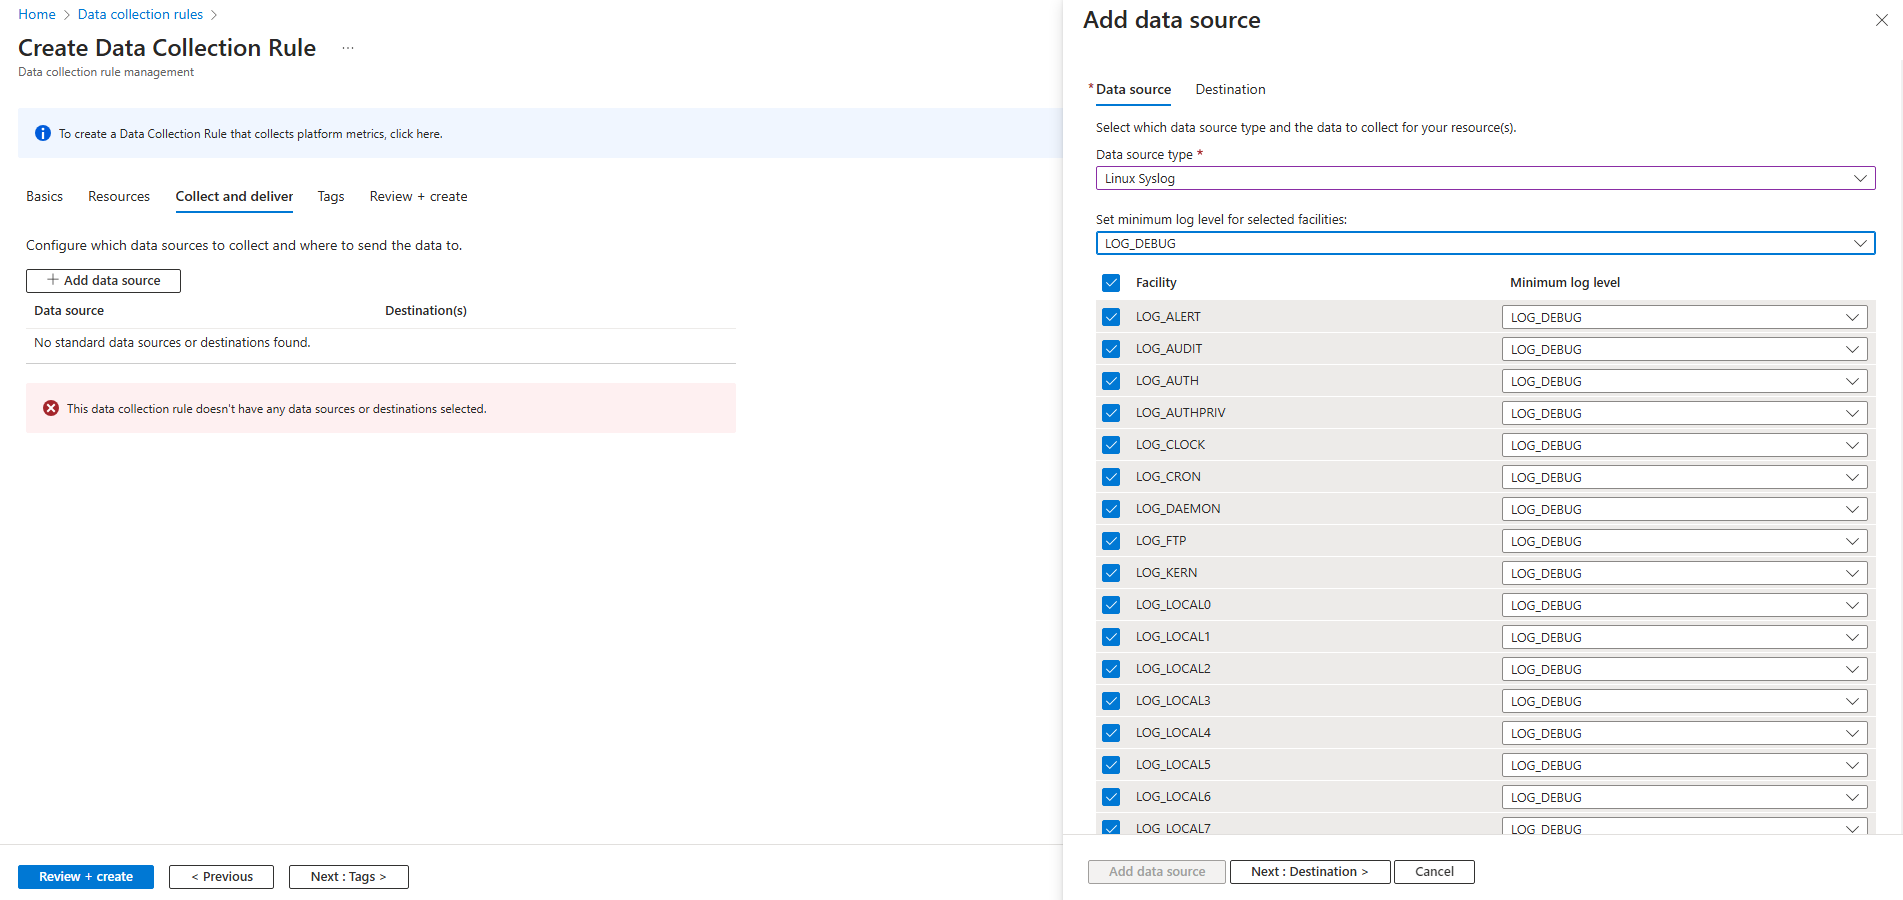 Home > Data collection rules >
Create Data Collection Rule ...
Data collection rule management
To create a Data Collection Rule that collects platform metrics, click here.
Basics Resources Collect and deliver Tags Review + create
Configure which data sources to collect and where to send the data to.
+ Add data source
Data source Destination(s)
No standard data sources or destinations found.
This data collection rule doesn't have any data sources or destinations selected.
Review + create < Previous Next : Tags >
Add data source
* Data source Destination
Select which data source type and the data to collect for your resource(s).
Data source type *
Linux Syslog
Set minimum log level for selected facilities:
LOG_DEBUG
Facility Minimum log level
LOG_ALERT LOG_DEBUG
LOG_AUDIT LOG_DEBUG
LOG_AUTH LOG_DEBUG
LOG_AUTHPRIV LOG_DEBUG
LOG_CLOCK LOG_DEBUG
LOG_CRON LOG_DEBUG
LOG_DAEMON LOG_DEBUG
LOG_FTP LOG_DEBUG
LOG_KERN LOG_DEBUG
LOG_LOCAL0 LOG_DEBUG
LOG_LOCAL1 LOG_DEBUG
LOG_LOCAL2 LOG_DEBUG
LOG_LOCAL3 LOG_DEBUG
LOG_LOCAL4 LOG_DEBUG
LOG_LOCAL5 LOG_DEBUG
LOG_LOCAL6 LOG_DEBUG
LOG_LOCAL7 LOG_DEBUG
Add data source Next : Destination > Cancel